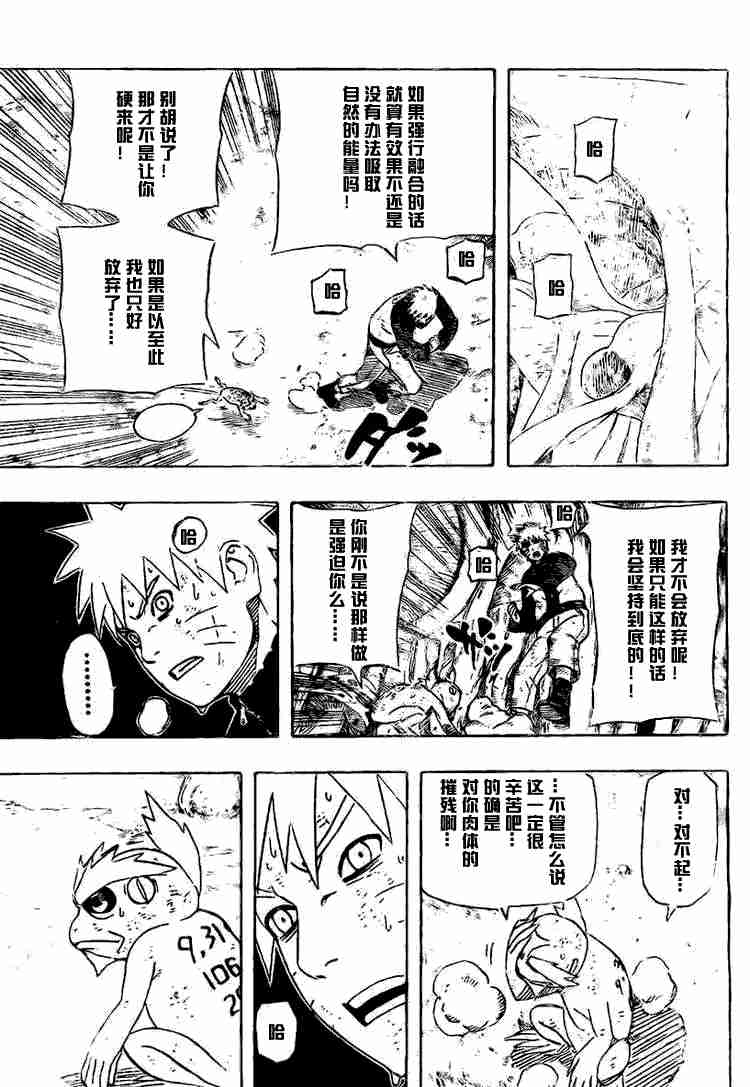 哈
哈
如果强行融合的话
就算有效果不还是
没有办法吸取
自然的能量吗！
哈
哈
别胡说了！
那才不是让你
硬来呢！
如果是以至此
我也只好
放弃了……
ダッ
我才不会放弃呢！
如果只能这样的话
我会坚持到底的！！
哈
哈
你刚不是说那样做
是强迫你么……
哈
……
对…对不起…
…不管怎么说
这一定很
辛苦吧…
的确是
对你肉体的
摧残啊…
哈
9,31
106